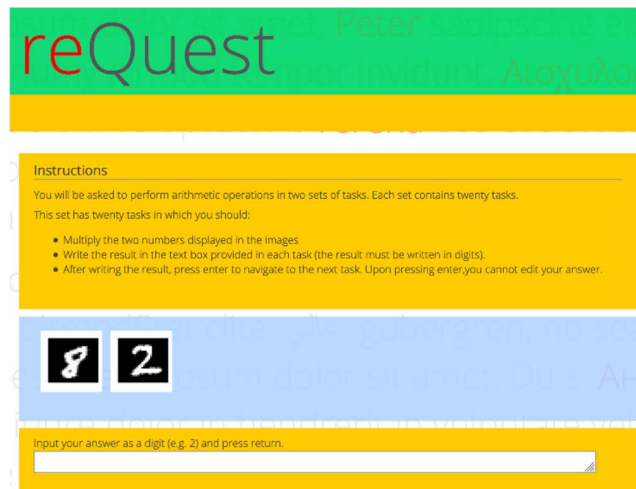 reQuest
Instructions
You will be asked to perform arithmetic operations in two sets of tasks. Each set contains twenty tasks.
This set has twenty tasks in which you should:
• Multiply the two numbers displayed in the images
• Write the result in the text box provided in each task (the result must be written in digits).
• After writing the result, press enter to navigate to the next task. Upon pressing enter,you cannot edit your answer.
8 2
Input your answer as a digit (e.g. 2) and press return.